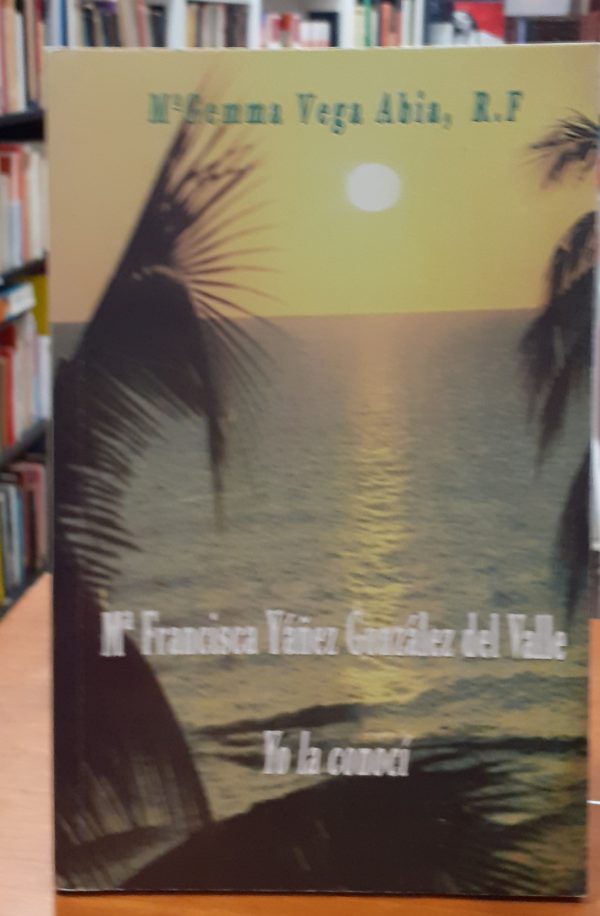 Mª Gemma Vega Abia, R.F
Mª Francisca Yáñez González del Valle
Yo la conocí